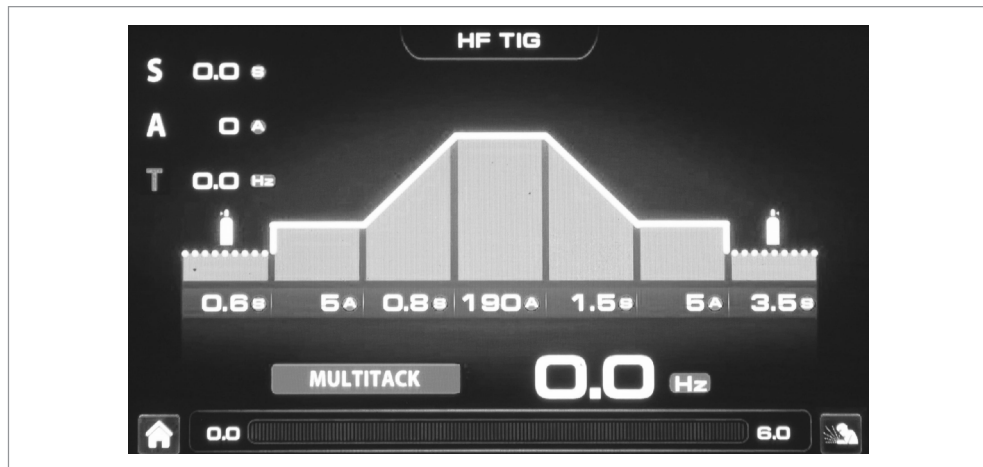 HF TIG
S 0.0 s
A 0 A
T 0.0 Hz
0.6 s 5 A 0.8 s 190 A 1.5 s 5 A 3.5 s
MULTITACK 0.0 Hz
0.0 6.0